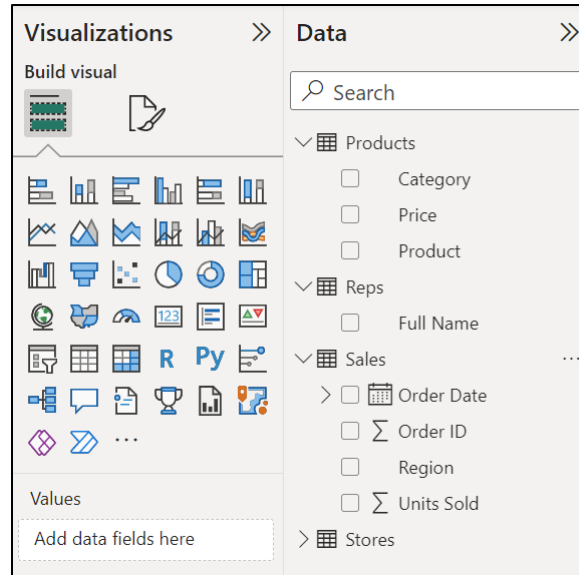 Visualizations
Build visual
123
R
Py
...
Values
Add data fields here
Data
Search
Products
Category
Price
Product
Reps
Full Name
Sales
...
Order Date
∑ Order ID
Region
∑ Units Sold
Stores